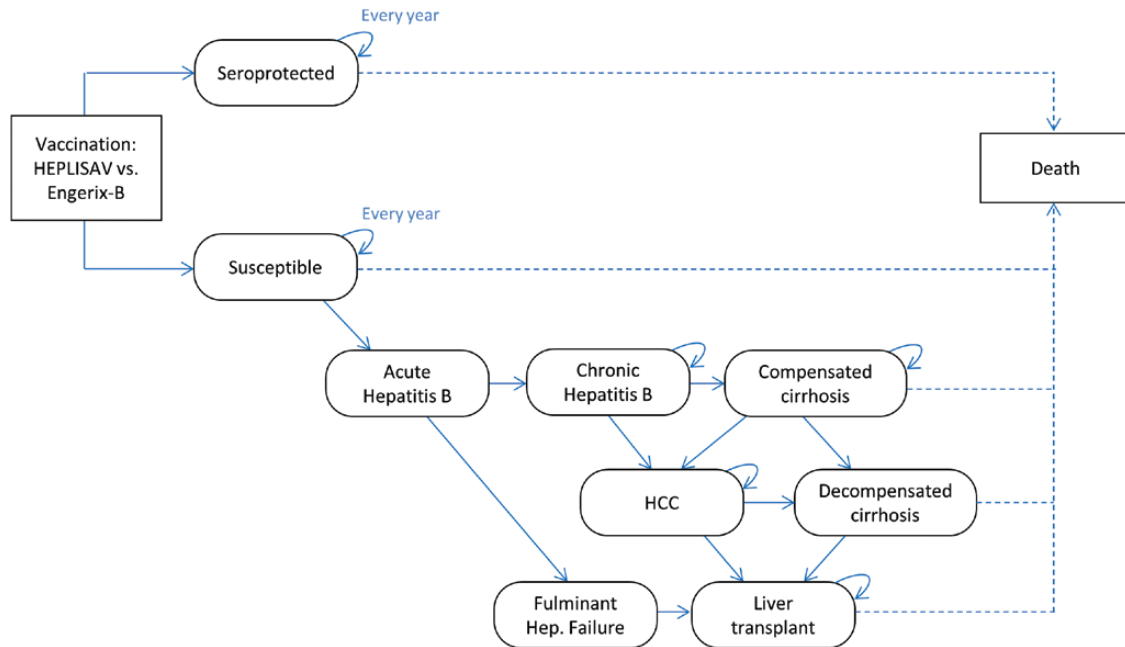 Every year
Seroprotected
Vaccination:
HEPLISAV vs.
Engerix-B
Death
Every year
Susceptible
Acute
Hepatitis B
Chronic
Hepatitis B
Compensated
cirrhosis
HCC
Decompensated
cirrhosis
Fulminant
Hep. Failure
Liver
transplant